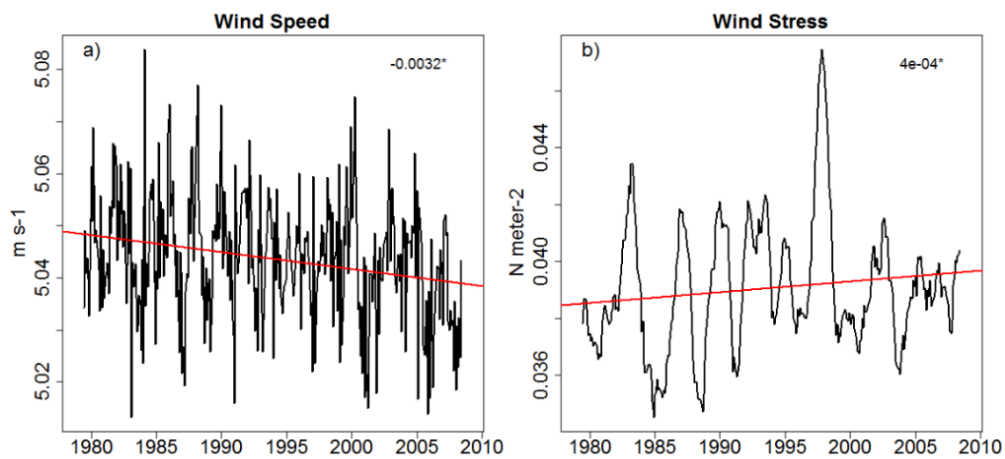 Wind Speed
a)
-0.0032*
m s-1
5.08
5.06
5.04
5.02
1980 1985 1990 1995 2000 2005 2010
Wind Stress
b)
4e-04*
N meter-2
0.044
0.040
0.036
1980 1985 1990 1995 2000 2005 2010